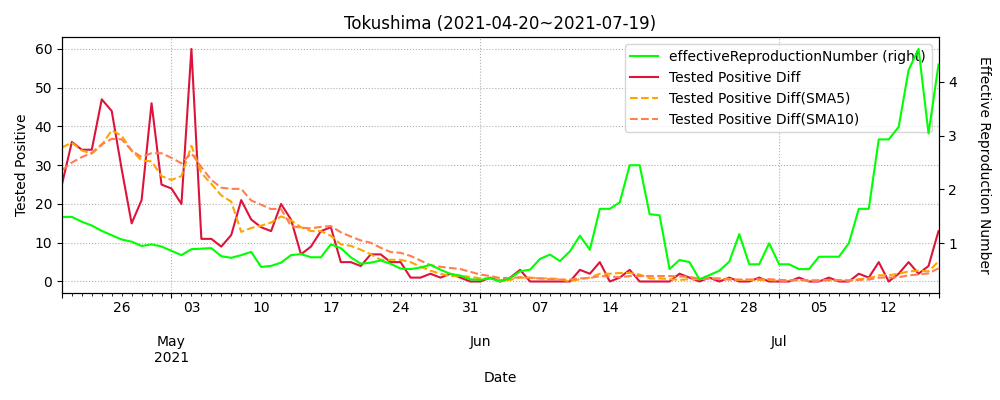 Tokushima (2021-04-20~2021-07-19)
effectiveReproductionNumber (right)
Tested Positive Diff
Tested Positive Diff(SMA5)
Tested Positive Diff(SMA10)
Tested Positive
60
50
40
30
20
10
0
Effective Reproduction Number
4
3
2
1
26 03 10 17 24 31 07 14 21 28 05 12
May Jun Jul
2021
Date